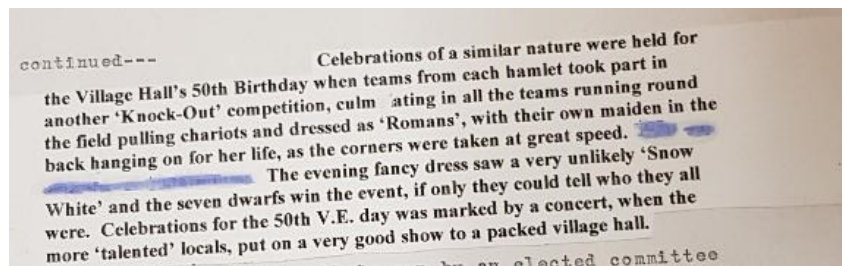 continued---
Celebrations of a similar nature were held for
the Village Hall's 50th Birthday when teams from each hamlet took part in
another 'Knock-Out' competition, culm ating in all the teams running round
the field pulling chariots and dressed as 'Romans', with their own maiden in the
back hanging on for her life, as the corners were taken at great speed.
The evening fancy dress saw a very unlikely 'Snow
White' and the seven dwarfs win the event, if only they could tell who they all
were. Celebrations for the 50th V.E. day was marked by a concert, when the
more 'talented' locals, put on a very good show to a packed village hall.
by an elected committee